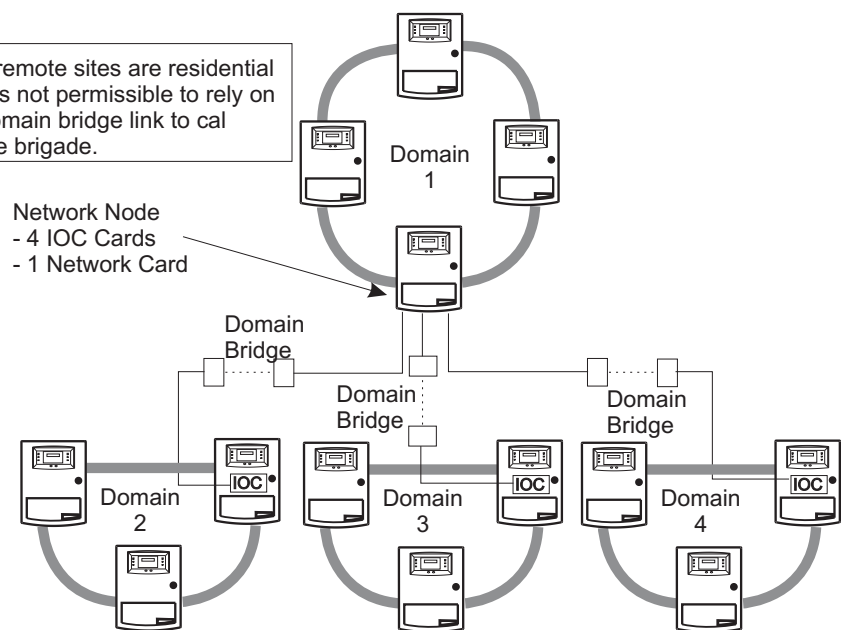 remote sites are residential
s not permissible to rely on
omain bridge link to cal
e brigade.
Domain
1
Network Node
- 4 IOC Cards
- 1 Network Card
Domain
Bridge
Domain
Bridge
Domain
Bridge
IOC
Domain
2
IOC
Domain
3
IOC
Domain
4